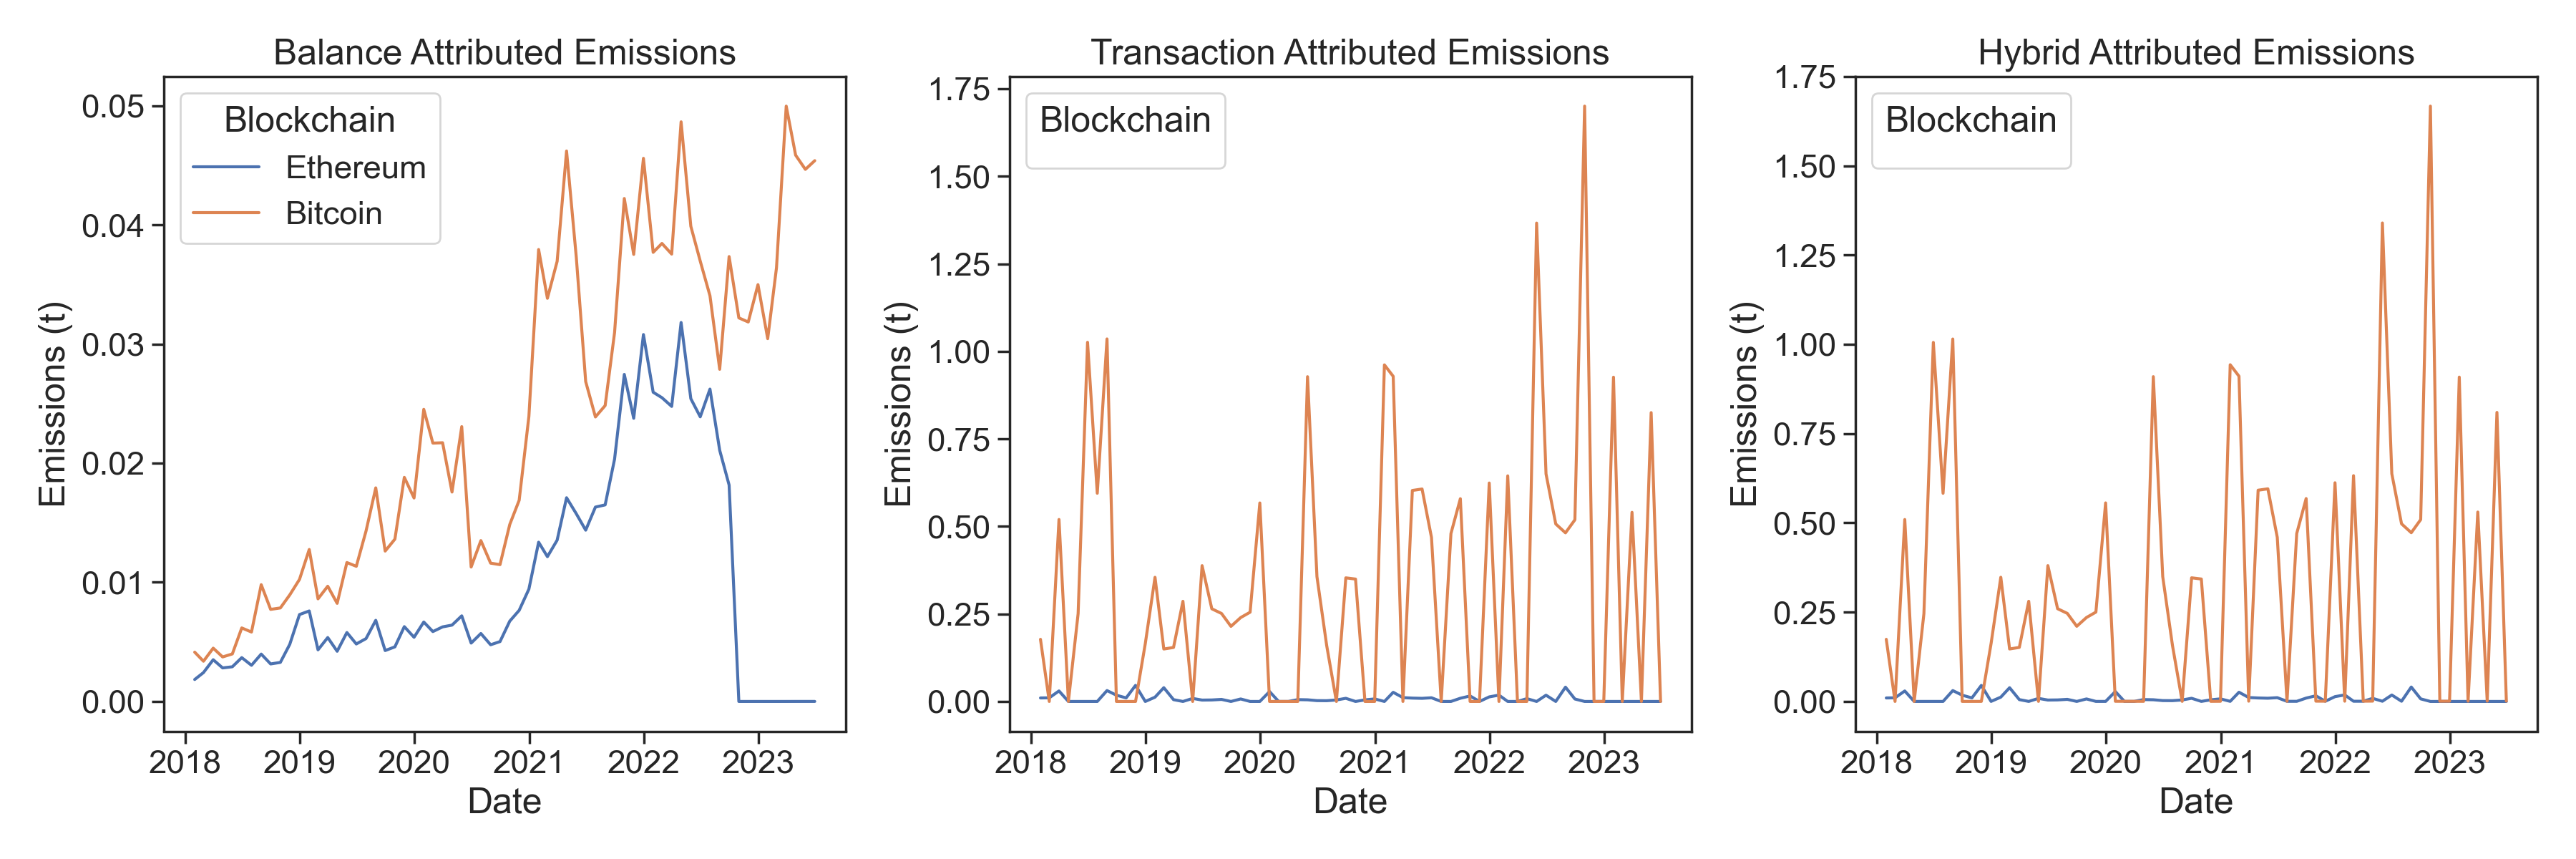 Balance Attributed Emissions
Blockchain
Ethereum
Bitcoin
0.05
0.04
0.03
0.02
0.01
0.00
Emissions (t)
2018 2019 2020 2021 2022 2023
Date
Transaction Attributed Emissions
Blockchain
1.75
1.50
1.25
1.00
0.75
0.50
0.25
0.00
Emissions (t)
2018 2019 2020 2021 2022 2023
Date
Hybrid Attributed Emissions
Blockchain
1.75
1.50
1.25
1.00
0.75
0.50
0.25
0.00
Emissions (t)
2018 2019 2020 2021 2022 2023
Date